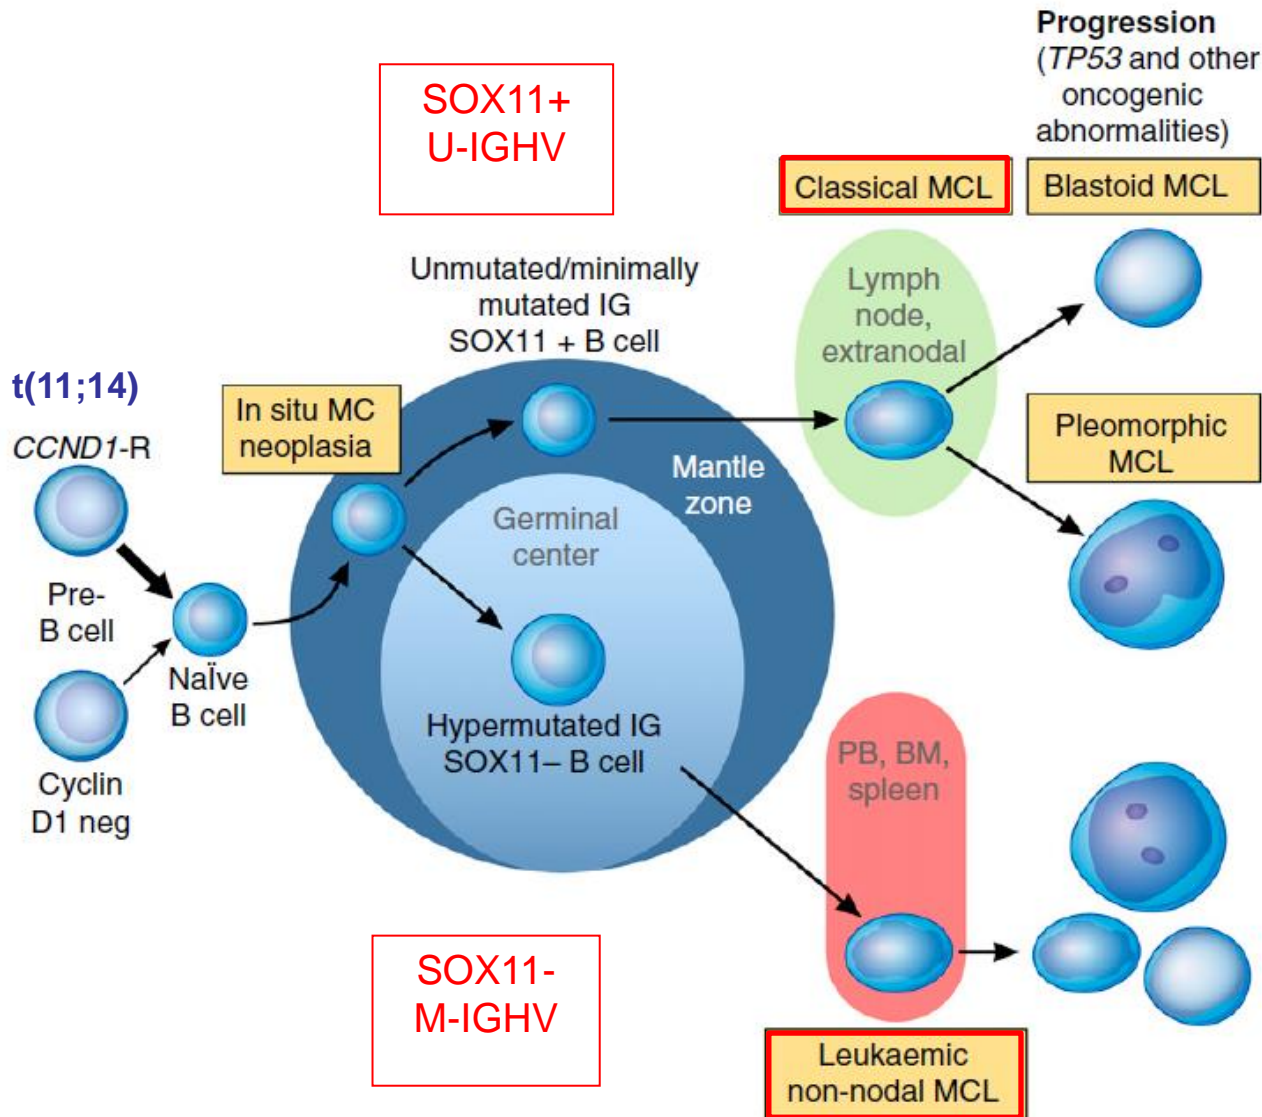 Progression
(TP53 and other
oncogenic
abnormalities)
SOX11+
U-IGHV
Classical MCL
Blastoid MCL
Unmutated/minimally
mutated IG
SOX11 + B cell
Lymph
node,
extranodal
t(11;14)
CCND1-R
In situ MC
neoplasia
Mantle
zone
Pleomorphic
MCL
Germinal
center
Pre-
B cell
NaÏve
B cell
Cyclin
D1 neg
Hypermutated IG
SOX11– B cell
PB, BM,
spleen
SOX11-
M-IGHV
Leukaemic
non-nodal MCL